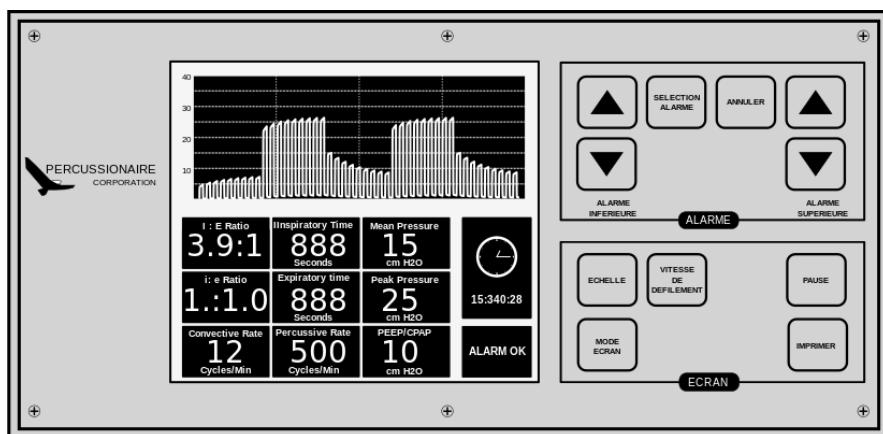 PERCUSSIONAIRE
CORPORATION
40
30
20
10
I : E Ratio
3.9:1
IInspiratory Time
888
Seconds
Mean Pressure
15
cm H2O
i: e Ratio
1.:1.0
Expiratory time
888
Seconds
Peak Pressure
25
cm H2O
Convective Rate
12
Cycles/Min
Percussive Rate
500
Cycles/Min
PEEP/CPAP
10
cm H2O
15:340:28
ALARM OK
SELECTION
ALARME
ANNULER
ALARME
INFERIEURE
ALARME
SUPERIEURE
ALARME
ECHELLE
VITESSE
DE
DEFILEMENT
PAUSE
MODE
ECRAN
IMPRIMER
ECRAN